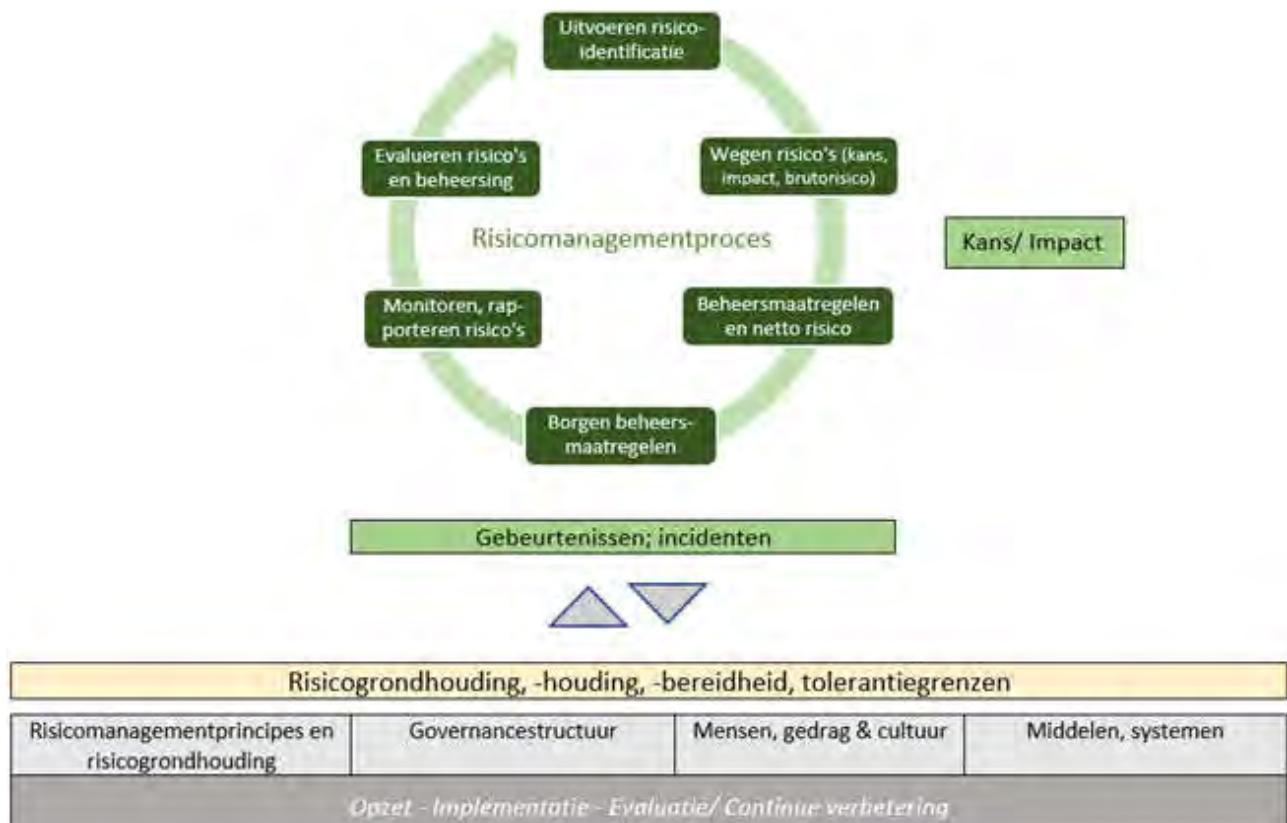 Uitvoeren risico-
identificatie
Wegen risico's (kans,
impact, brutorisico)
Evalueren risico's
en beheersing
Risicomanagementproces
Kans/ Impact
Beheersmaatregelen
en netto risico
Monitoren, rap-
porteren risico's
Borgen beheers-
maatregelen
Gebeurtenissen; incidenten
Risicogrondhouding, -houding, -bereidheid, tolerantiegrenzen
Risicomanagementprincipes en
risicogrondhouding
Governancestructuur
Mensen, gedrag & cultuur
Middelen, systemen
Opzet - Implementatie - Evaluatie/ Continue verbetering